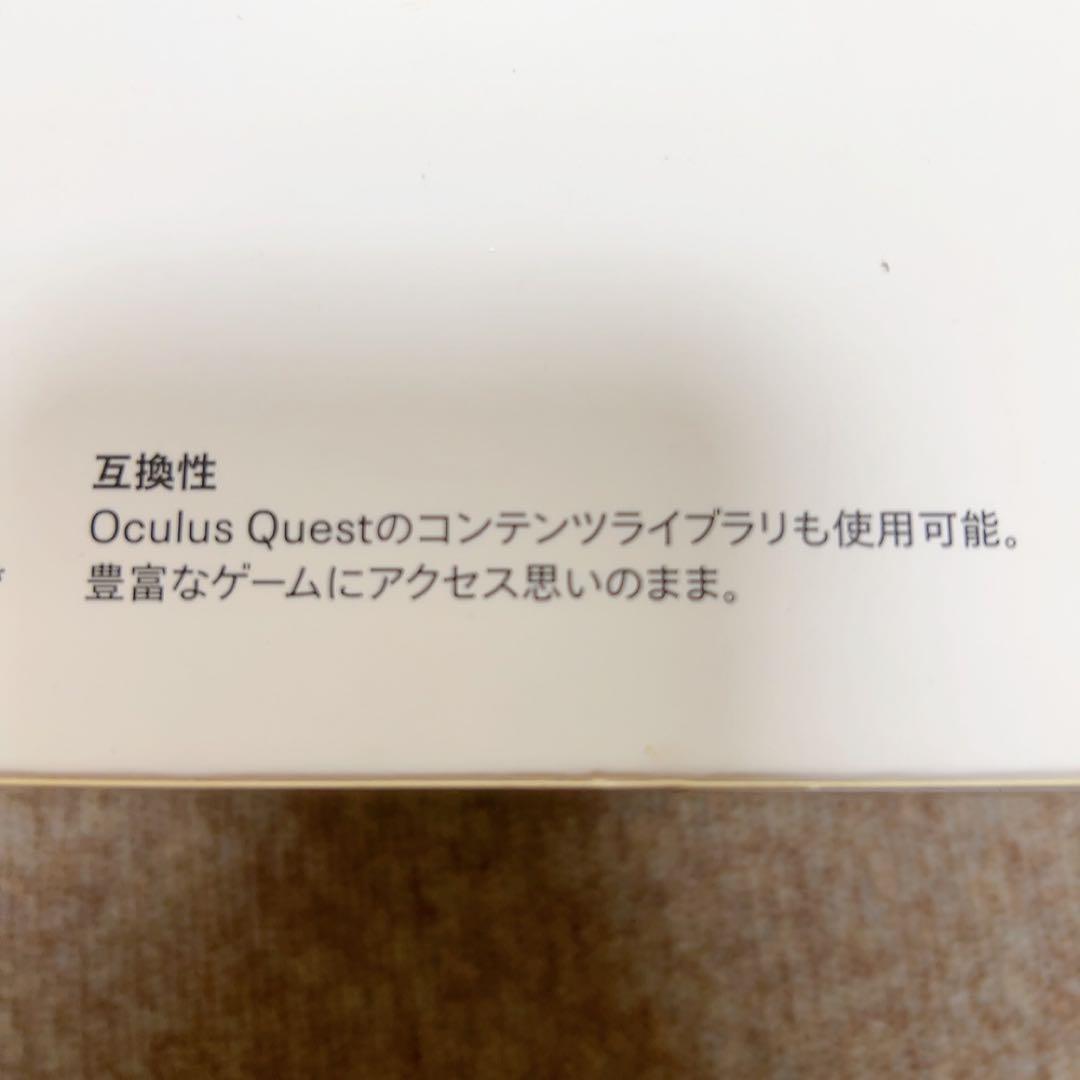 互換性
Oculus Questのコンテンツライブラリも使用可能。
豊富なゲームにアクセス思いのまま。